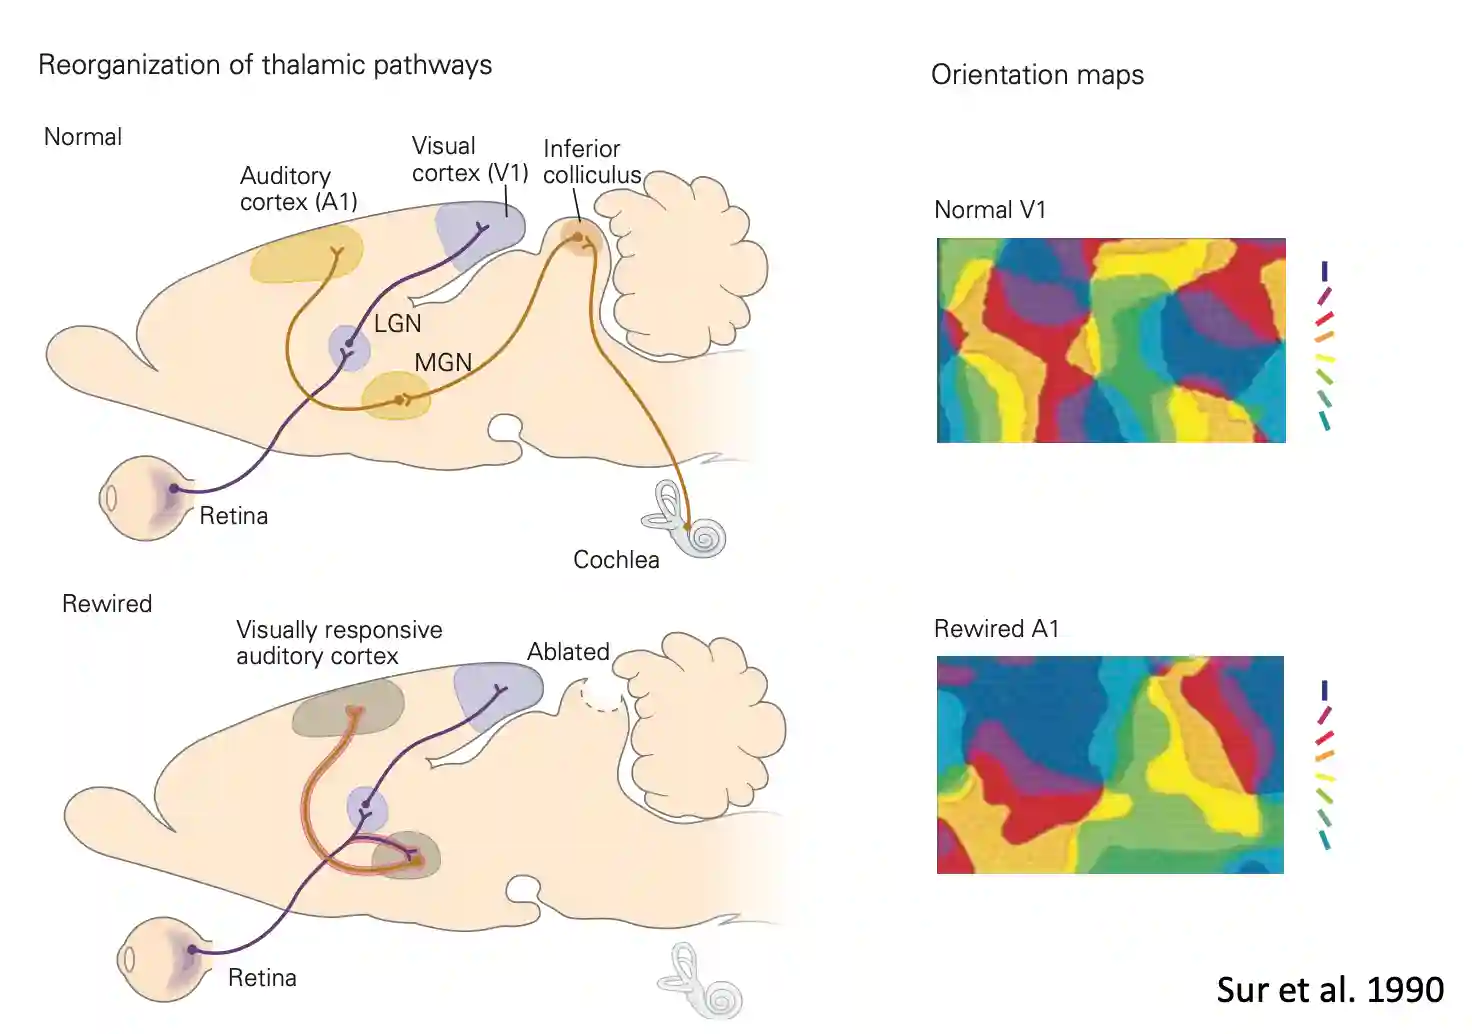 Reorganization of thalamic pathways
Normal
Auditory
cortex (A1)
Visual
cortex (V1)
Inferior
colliculus
LGN
MGN
Retina
Cochlea
Rewired
Visually responsive
auditory cortex
Ablated
Retina
Orientation maps
Normal V1
Rewired A1
Sur et al. 1990